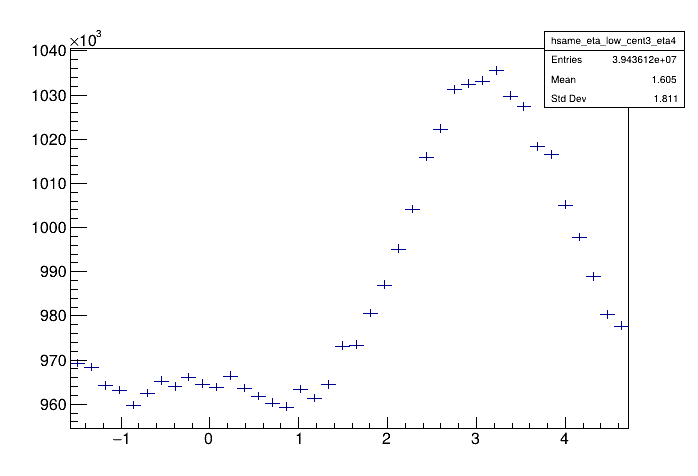 ×10³
hsame_eta_low_cent3_eta4
Entries 3.943612e+07
Mean 1.605
Std Dev 1.811
1040
1030
1020
1010
1000
990
980
970
960
−1 0 1 2 3 4